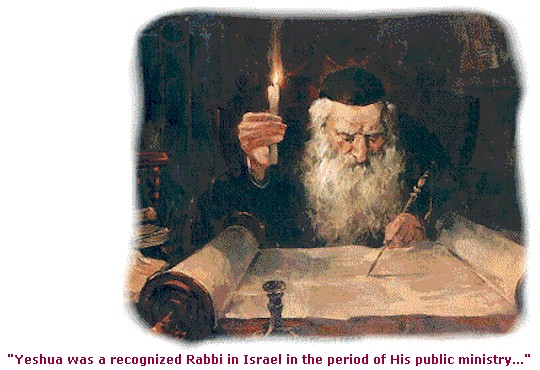 "Yeshua was a recognized Rabbi in Israel in the period of His public ministry..."